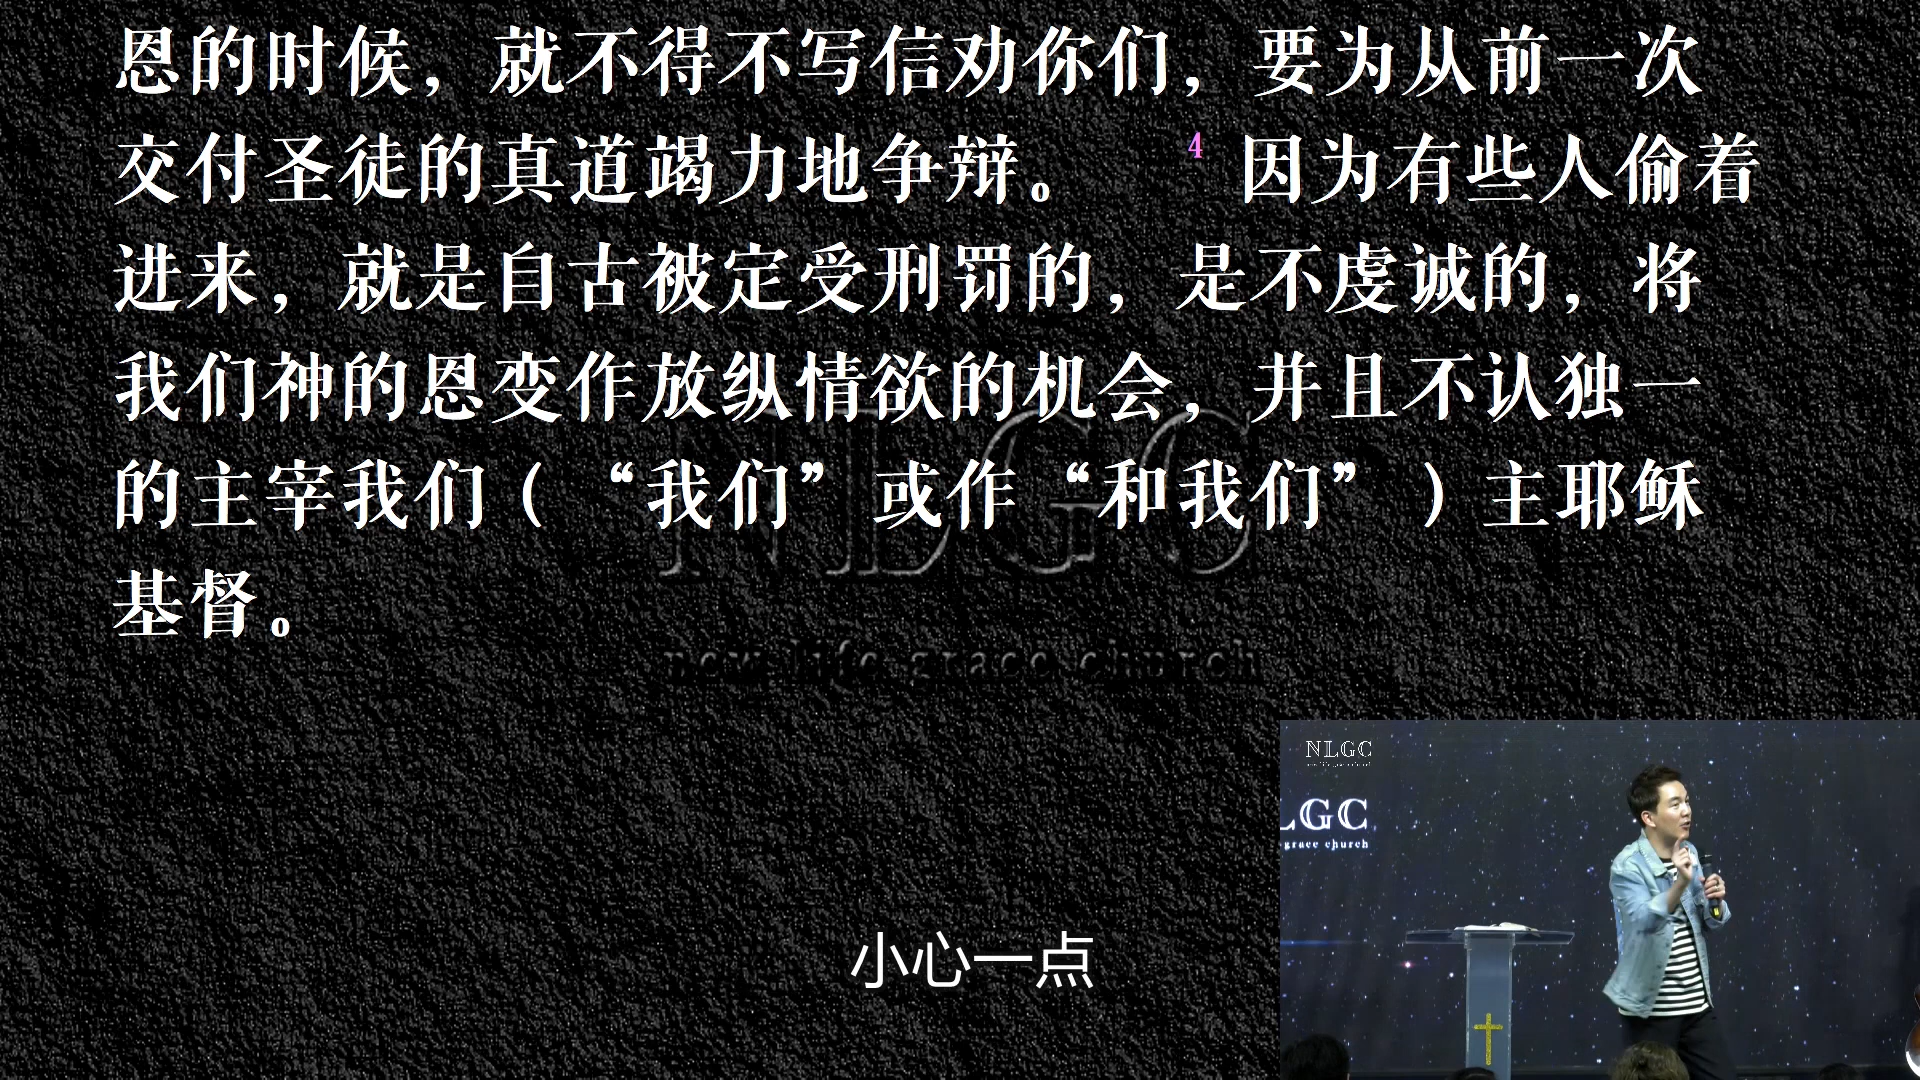 恩的时候，就不得不写信劝你们，要为从前一次
交付圣徒的真道竭力地争辩。 4 因为有些人偷着
进来，就是自古被定受刑罚的，是不虔诚的，将
我们神的恩变作放纵情欲的机会，并且不认独一
的主宰我们（“我们”或作“和我们”）主耶稣
基督。
NLGC
new life grace church
小心一点
NLGC
LGC
grace church